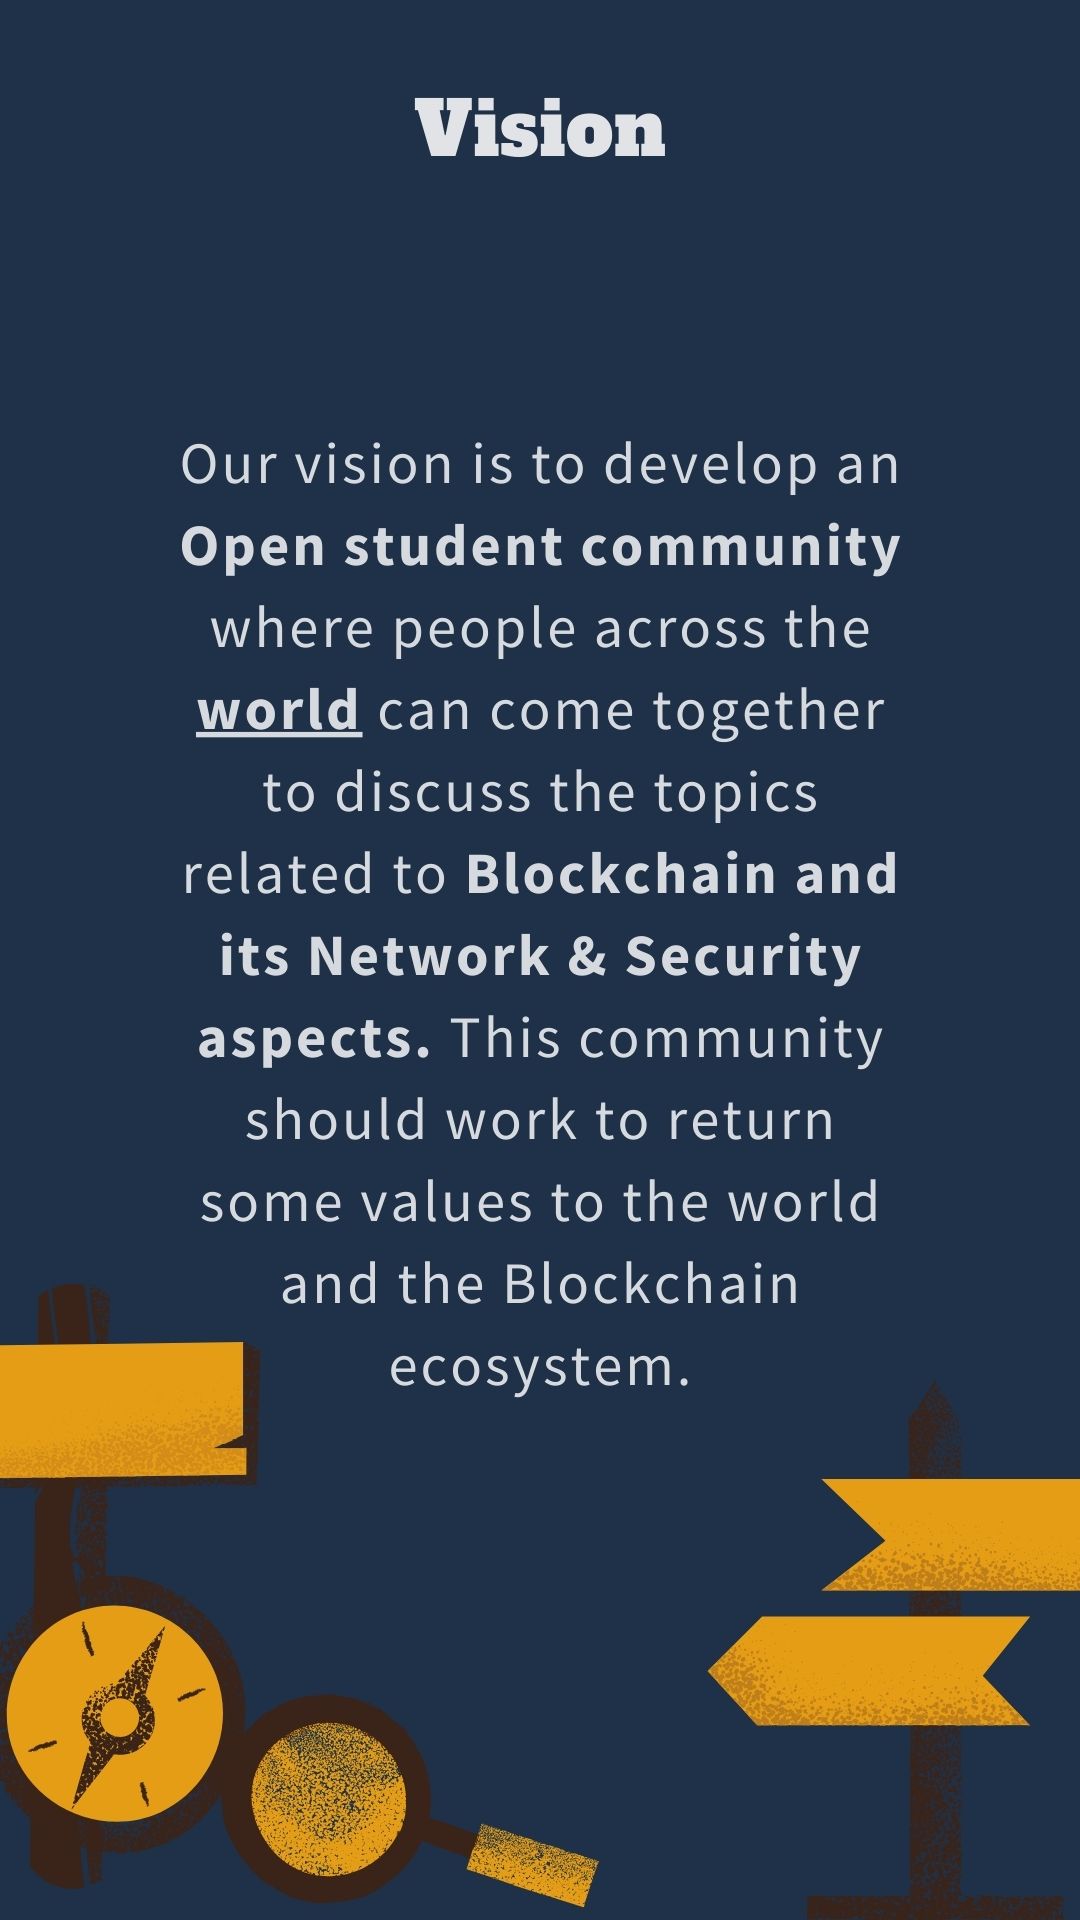 Vision
Our vision is to develop an
Open student community
where people across the
world can come together
to discuss the topics
related to Blockchain and
its Network & Security
aspects. This community
should work to return
some values to the world
and the Blockchain
ecosystem.